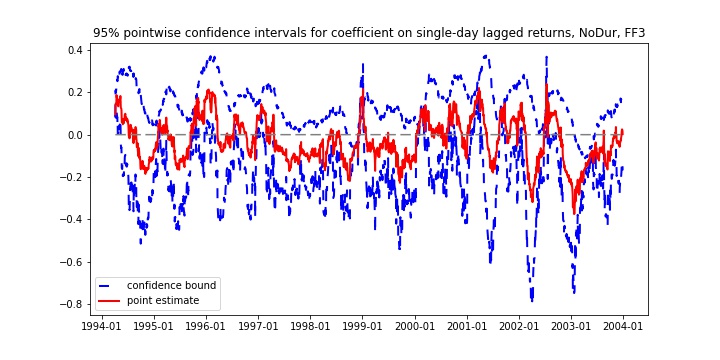 95% pointwise confidence intervals for coefficient on single-day lagged returns, NoDur, FF3
0.4
0.2
0.0
−0.2
−0.4
−0.6
−0.8
confidence bound
point estimate
1994-01 1995-01 1996-01 1997-01 1998-01 1999-01 2000-01 2001-01 2002-01 2003-01 2004-01